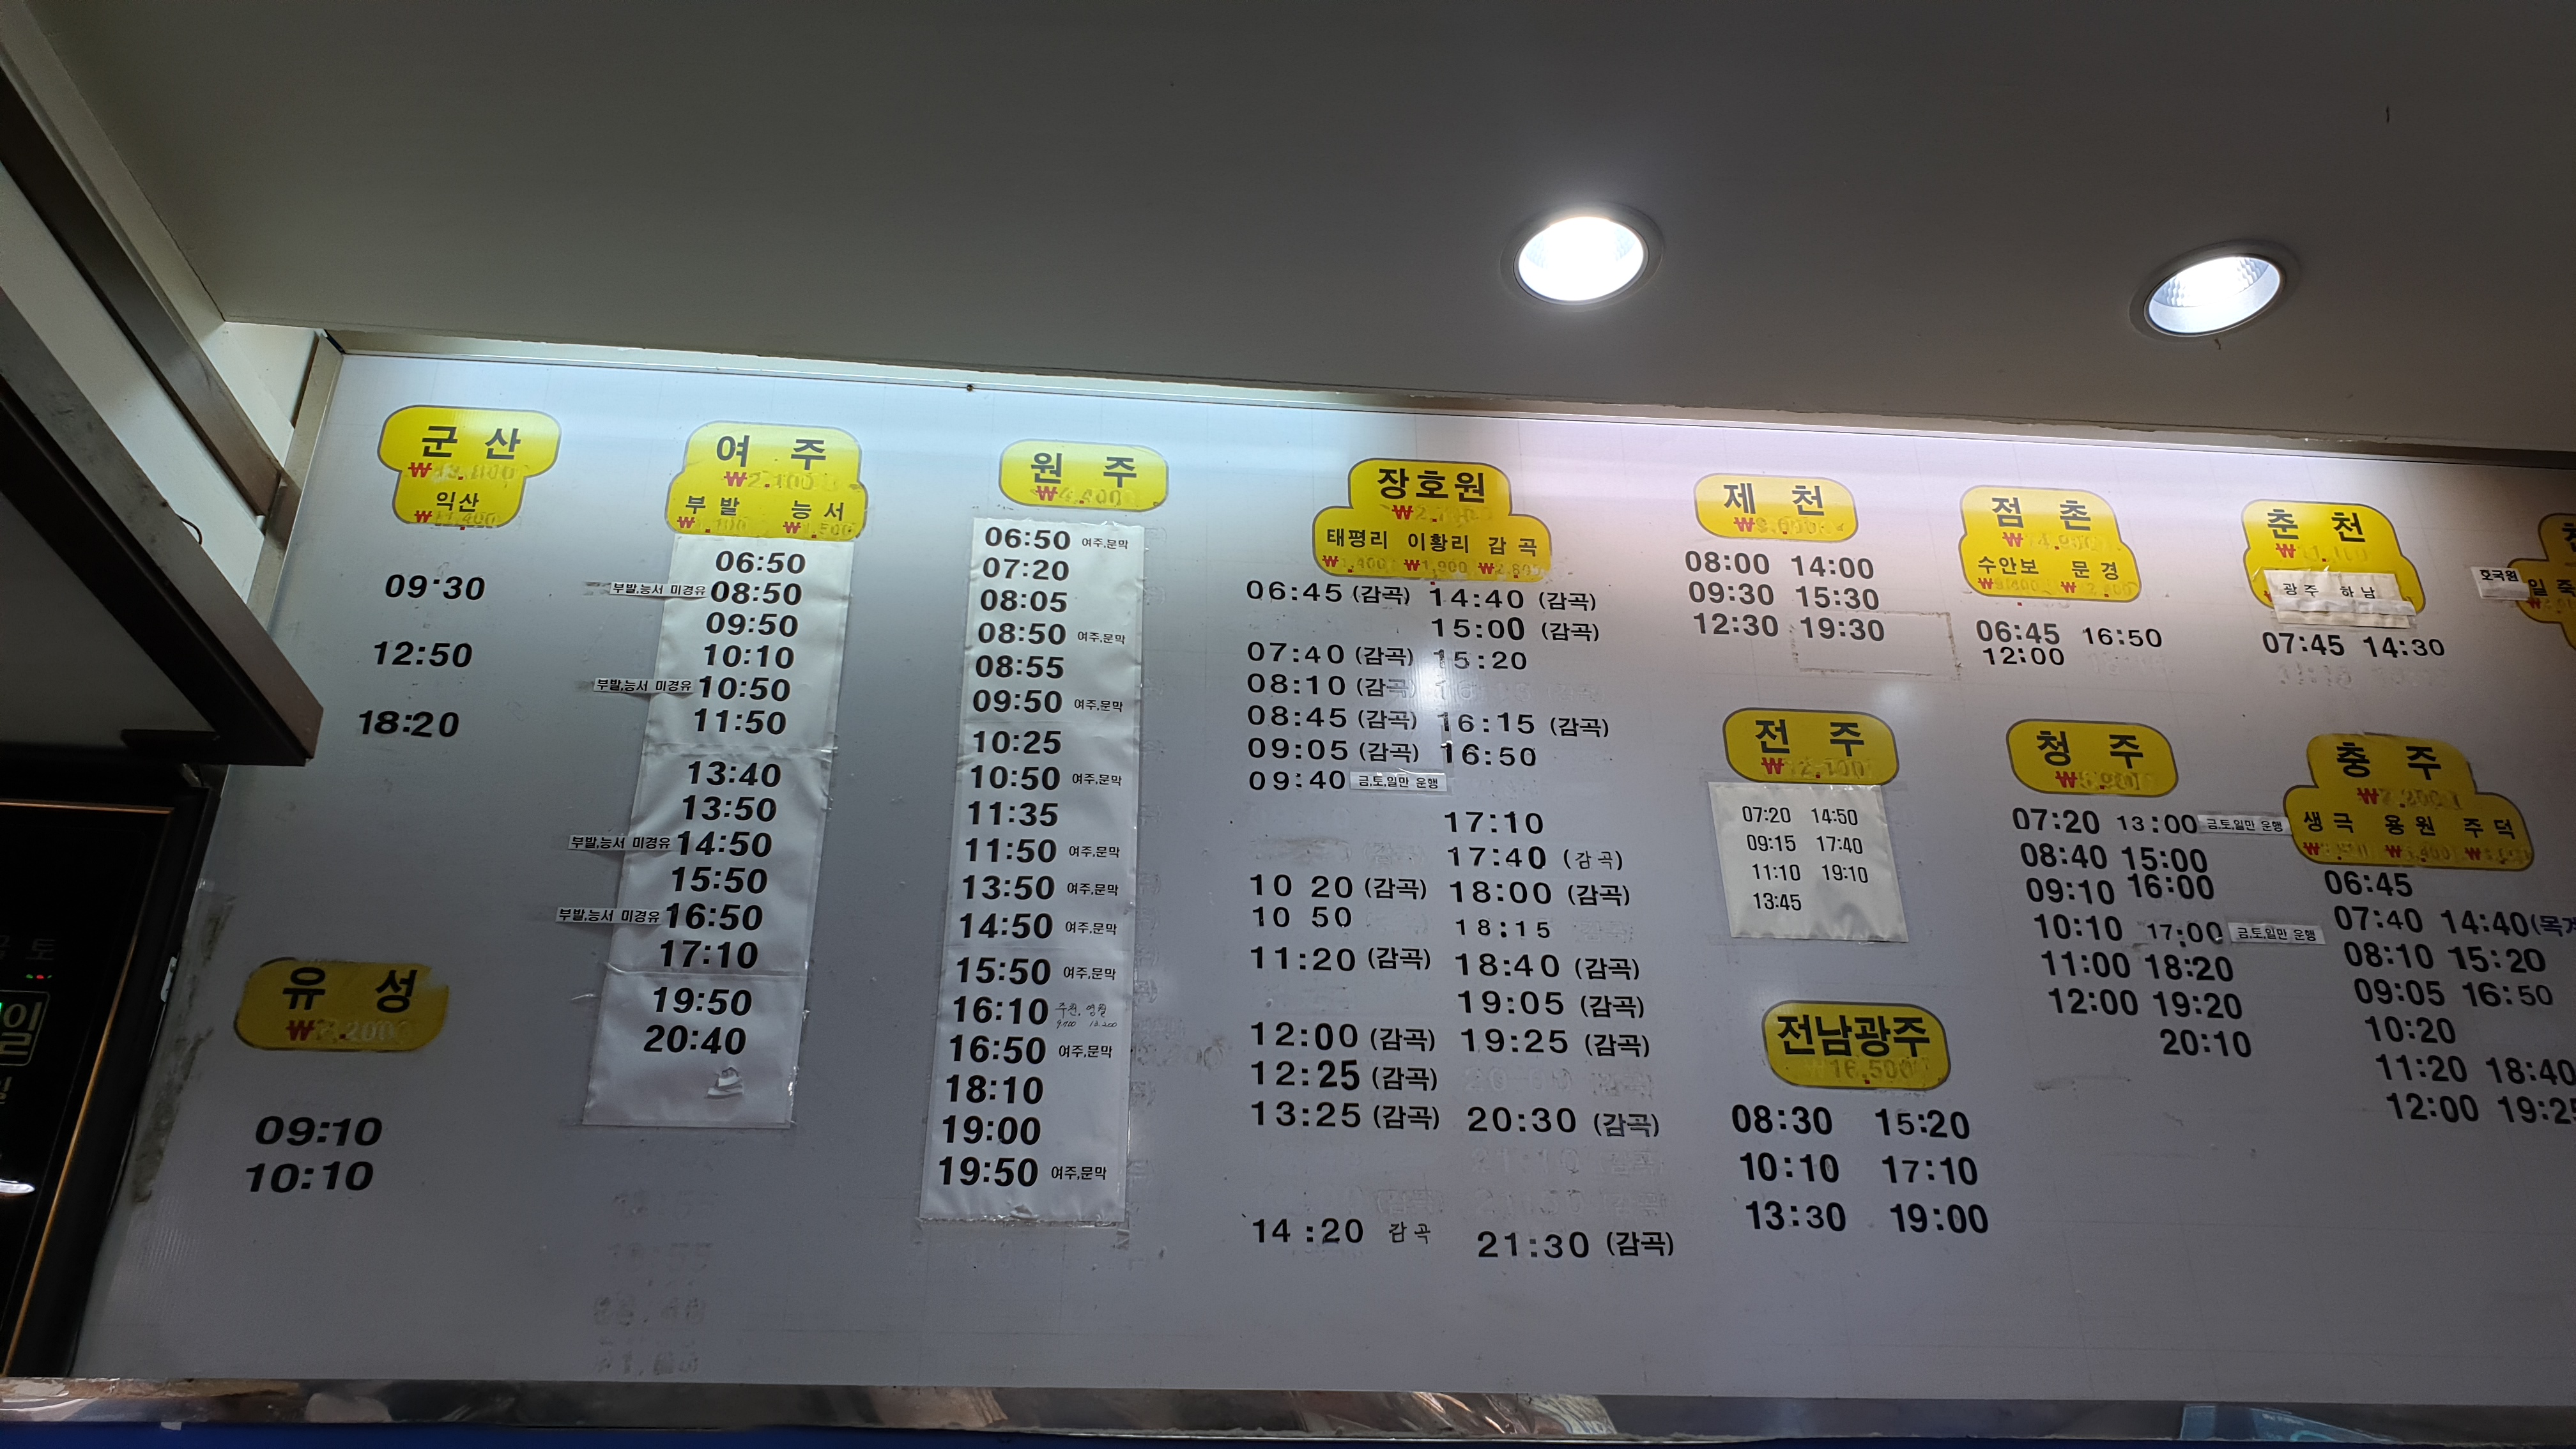 군산
익산
09:30
12:50
18:20
유성
09:10
10:10
여주
부발 능서
06:50
부발,능서 미경유 08:50
09:50
10:10
부발,능서 미경유 10:50
11:50
13:40
13:50
부발,능서 미경유 14:50
15:50
부발,능서 미경유 16:50
17:10
19:50
20:40
원주
06:50 여주,문막
07:20
08:05
08:50 여주,문막
08:55
09:50 여주,문막
10:25
10:50 여주,문막
11:35
11:50 여주,문막
13:50 여주,문막
14:50 여주,문막
15:50 여주,문막
16:10 주천, 영월
16:50 여주,문막
18:10
19:00
19:50 여주,문막
장호원
태평리 이황리 감곡
₩1,900
06:45 (감곡) 14:40 (감곡)
15:00 (감곡)
07:40 (감곡) 15:20
08:10 (감곡)
08:45 (감곡) 16:15 (감곡)
09:05 (감곡) 16:50
09:40 금,토,일만 운행
17:10
17:40 (감곡)
10 20 (감곡) 18:00 (감곡)
10 50 18:15
11:20 (감곡) 18:40 (감곡)
19:05 (감곡)
12:00 (감곡) 19:25 (감곡)
12:25 (감곡)
13:25 (감곡) 20:30 (감곡)
14:20 감곡 21:30 (감곡)
제천
08:00 14:00
09:30 15:30
12:30 19:30
전주
07:20 14:50
09:15 17:40
11:10 19:10
13:45
전남광주
16,500
08:30 15:20
10:10 17:10
13:30 19:00
점촌
수안보 문경
06:45 16:50
12:00
청주
07:20 13:00 금,토,일만 운행
08:40 15:00
09:10 16:00
10:10 17:00 금,토,일만 운행
11:00 18:20
12:00 19:20
20:10
춘천
광주 하남
07:45 14:30
충주
생극 용원 주덕
06:45
07:40 14:40
08:10 15:20
09:05 16:50
10:20
11:20 18:40
12:00 19:25
호국원
일죽